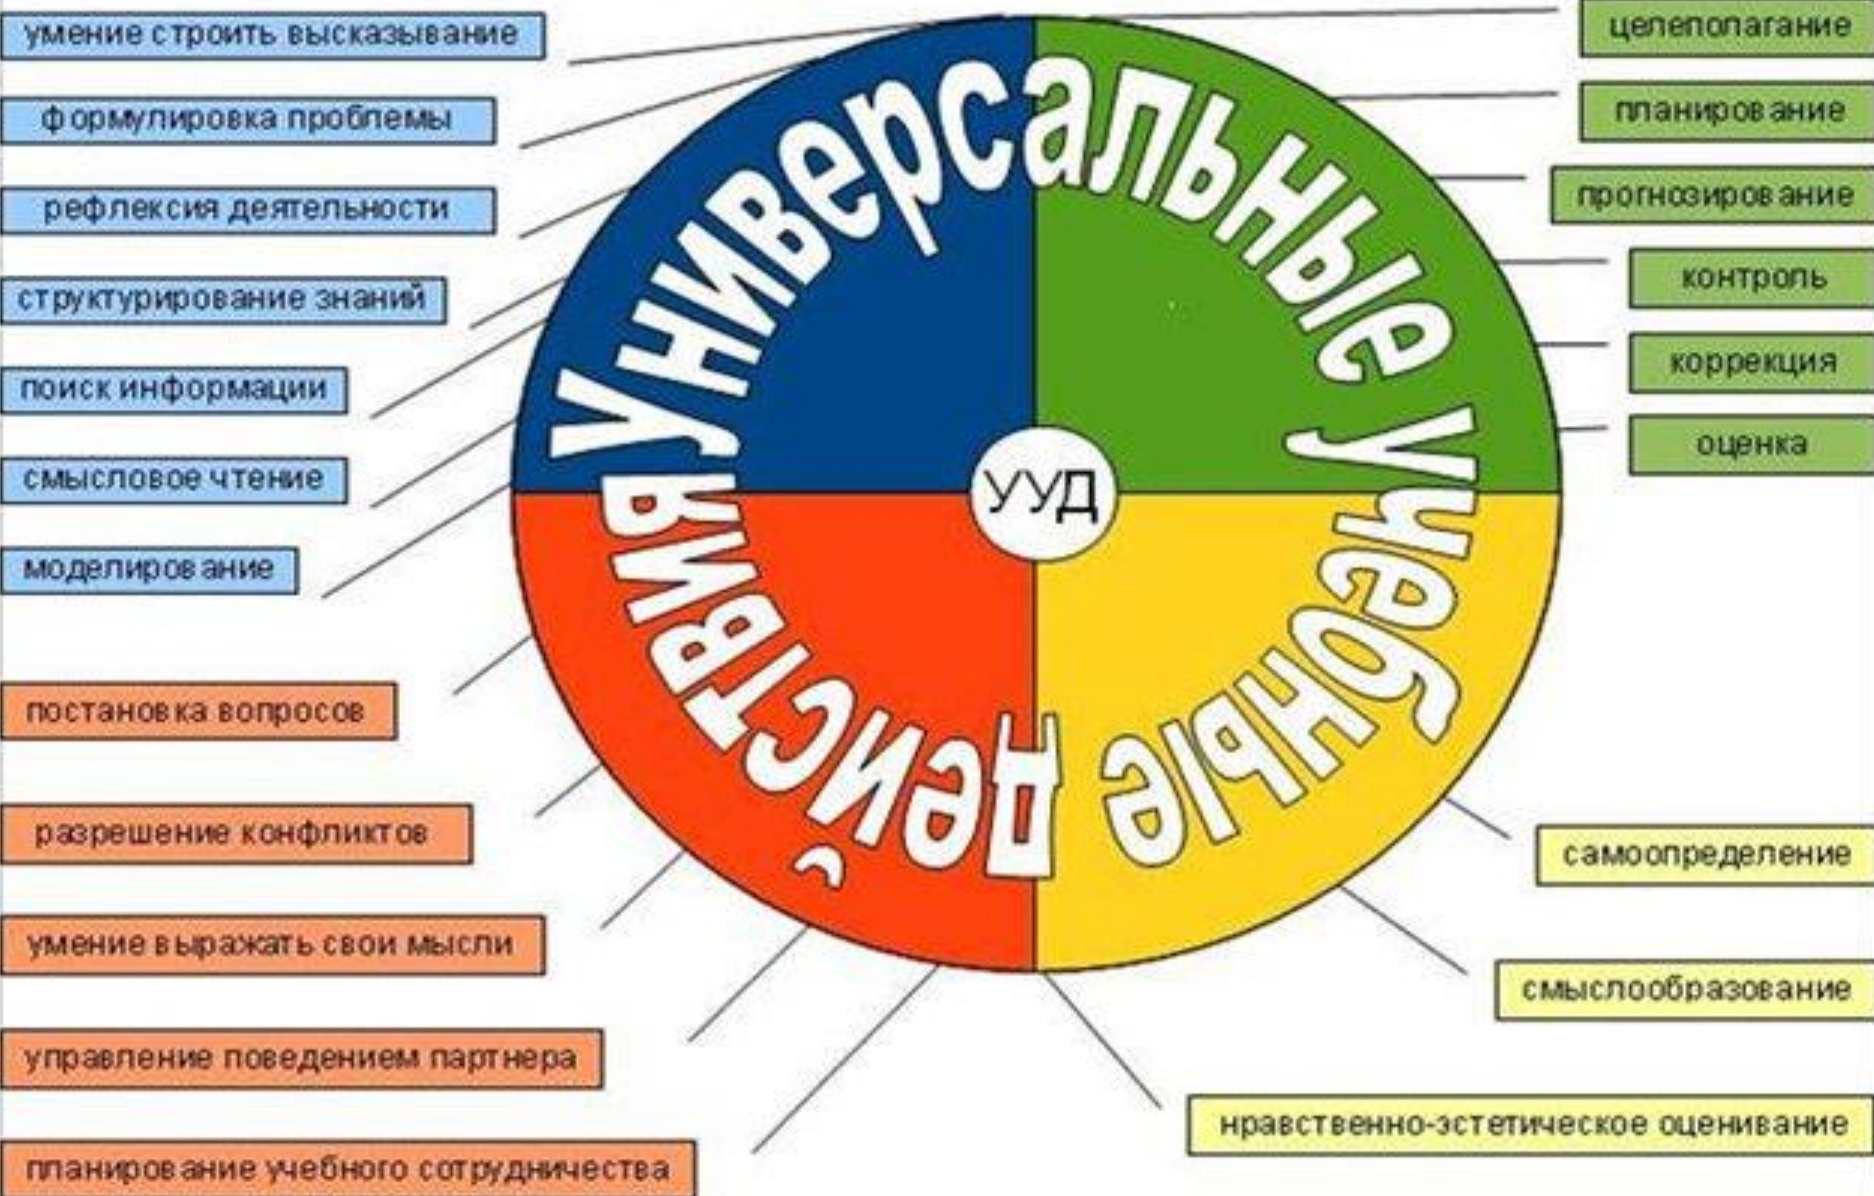 умение строить высказывание
формулировка проблемы
рефлексия деятельности
структурирование знаний
поиск информации
смысловое чтение
моделирование
постановка вопросов
разрешение конфликтов
умение выражать свои мысли
управление поведением партнера
планирование учебного сотрудничества
Универсальные учебные действия
УУД
целеполагание
планирование
прогнозирование
контроль
коррекция
оценка
самоопределение
смыслообразование
нравственно-эстетическое оценивание